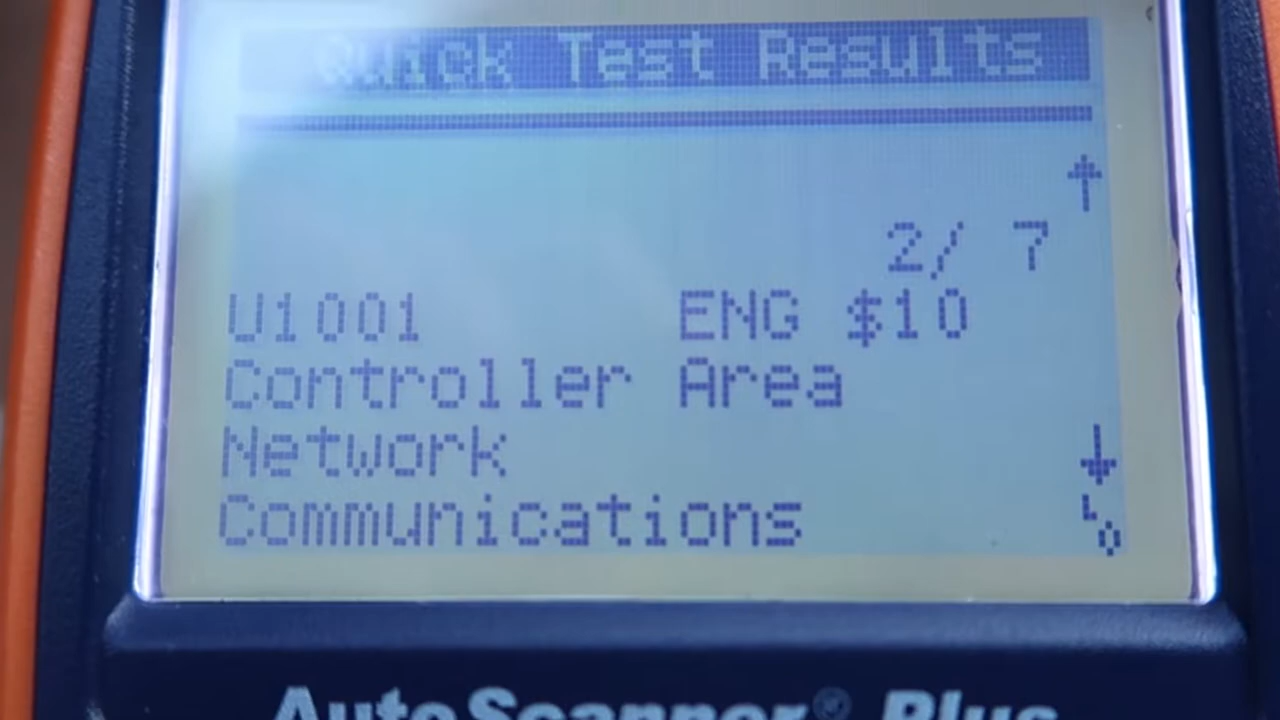 Quick Test Results
2/ 7
U1001 ENG $10
Controller Area
Network
Communications
AutoScanner® Plus